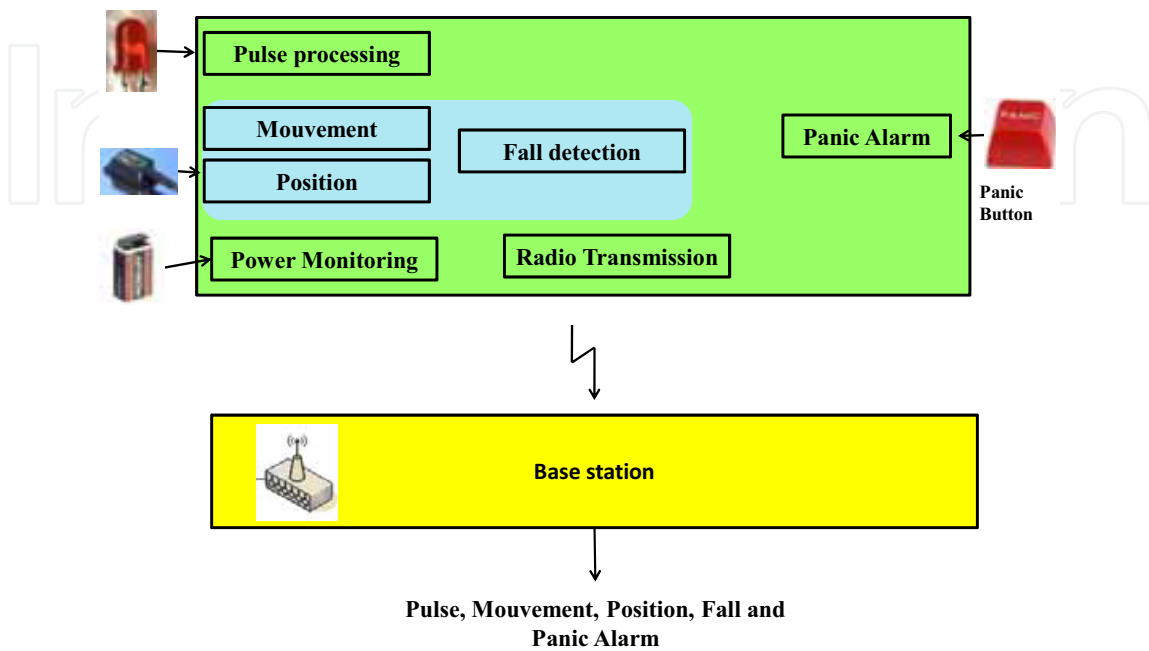 Pulse processing
Mouvement
Fall detection
Position
Panic Alarm
PANIC
Panic
Button
Power Monitoring
Radio Transmission
Base station
Pulse, Mouvement, Position, Fall and
Panic Alarm